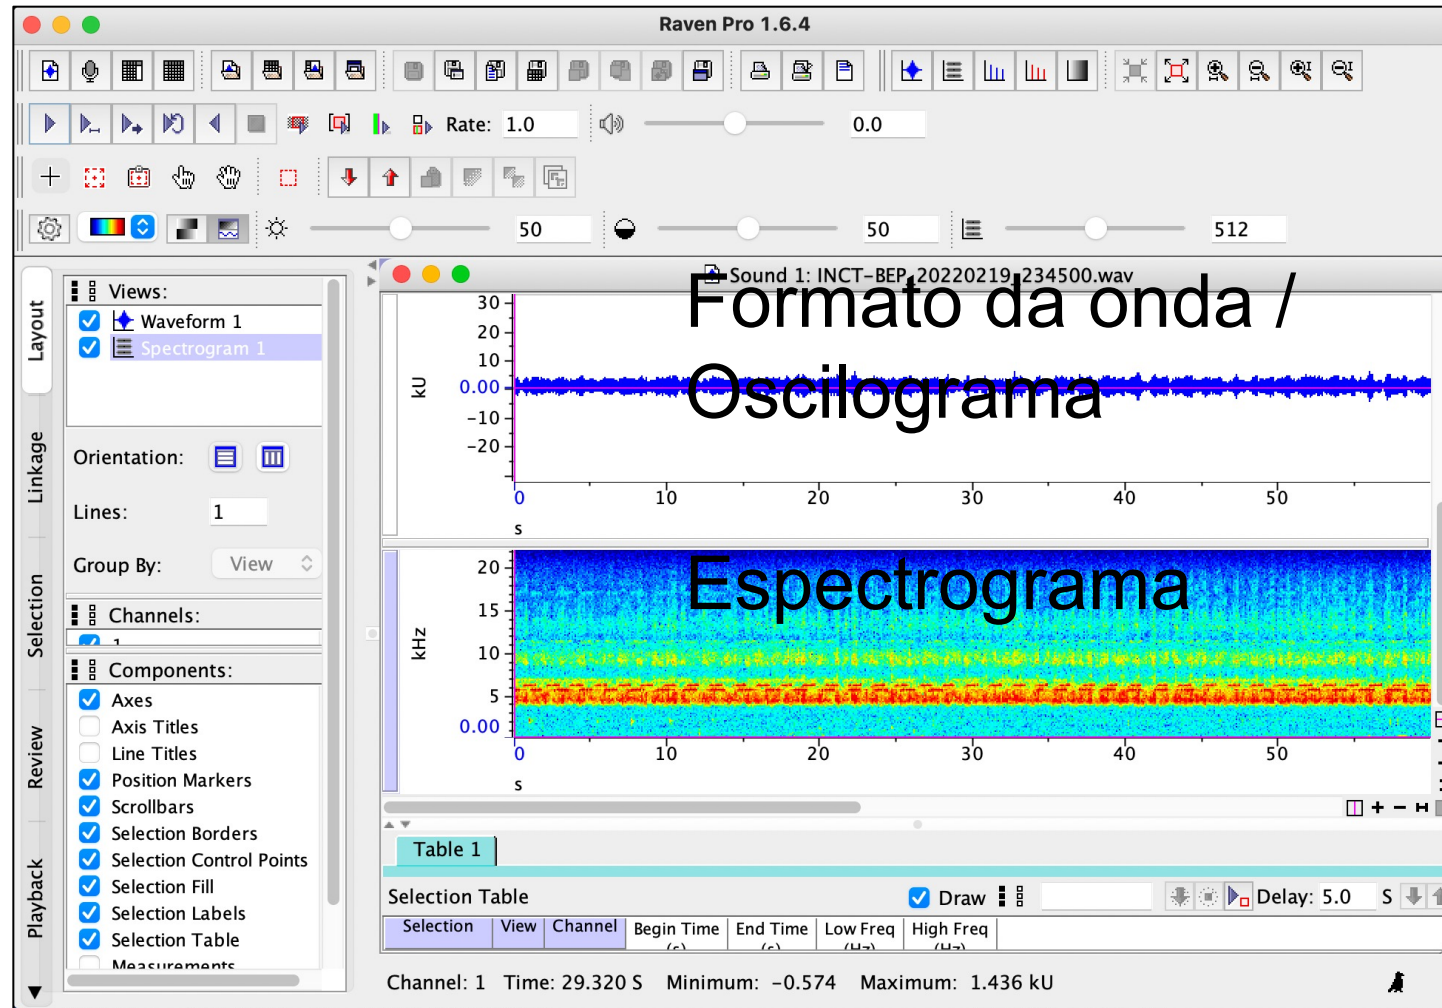 Raven Pro 1.6.4
Rate: 1.0
0.0
50
50
512
Layout
Linkage
Selection
Review
Playback
Views:
Waveform 1
Spectrogram 1
Orientation:
Lines: 1
Group By: View
Channels:
1
Components:
Axes
Axis Titles
Line Titles
Position Markers
Scrollbars
Selection Borders
Selection Control Points
Selection Fill
Selection Labels
Selection Table
Measurements
Sound 1: INCT-BEP_20220219_234500.wav
Formato da onda /
Oscilograma
kU
30
20
10
0.00
-10
-20
0 10 20 30 40 50
s
Espectrograma
kHz
20
15
10
5
0.00
0 10 20 30 40 50
s
Table 1
Selection Table Draw Delay: 5.0 S
Selection View Channel Begin Time (s) End Time (s) Low Freq (Hz) High Freq (Hz)
Channel: 1 Time: 29.320 S Minimum: -0.574 Maximum: 1.436 kU